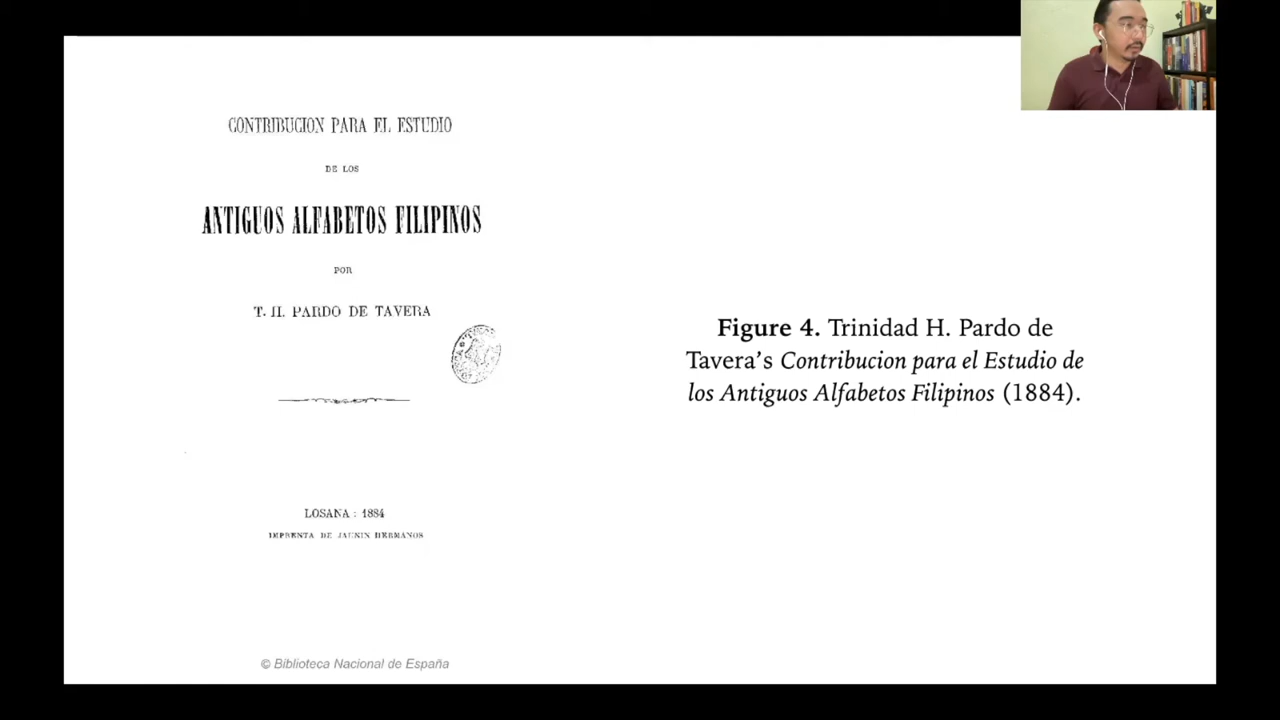 CONTRIBUCION PARA EL ESTUDIO
DE LOS
ANTIGUOS ALFABETOS FILIPINOS
POR
T. H. PARDO DE TAVERA
LOSANA : 1884
IMPRENTA DE JAUNIN HERMANOS
© Biblioteca Nacional de España
Figure 4. Trinidad H. Pardo de
Tavera’s Contribucion para el Estudio de
los Antiguos Alfabetos Filipinos (1884).